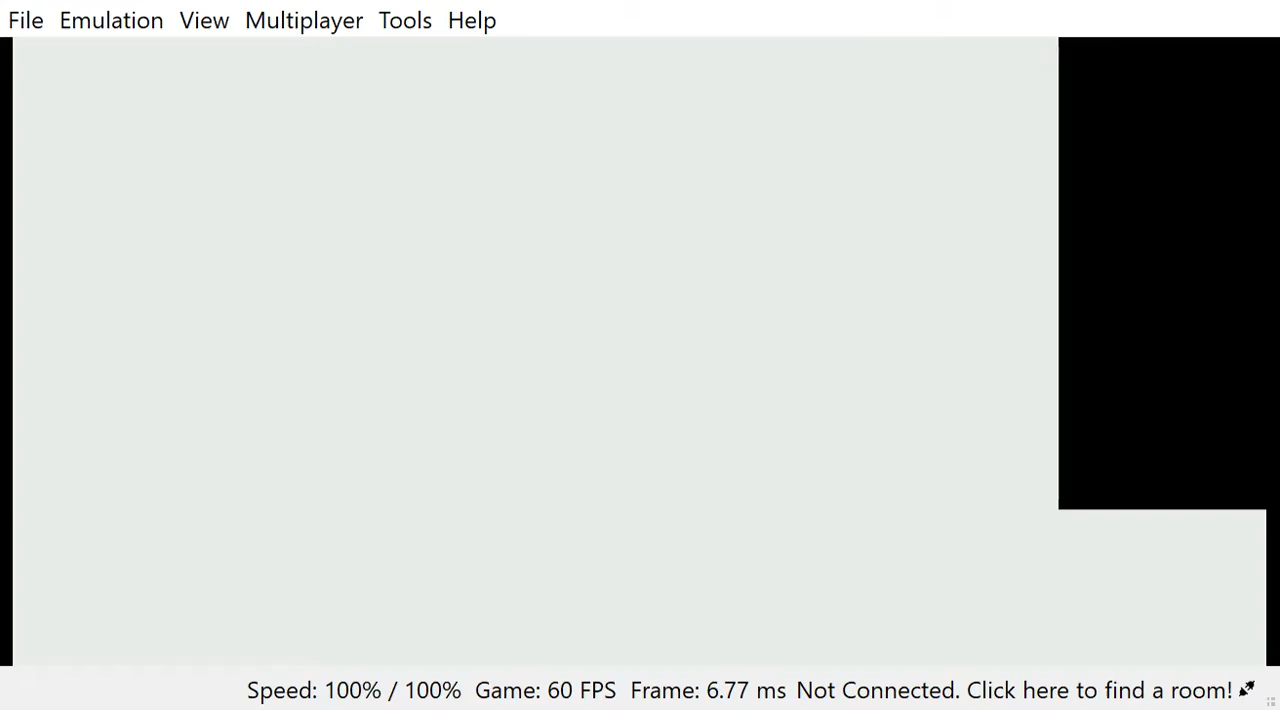 File Emulation View Multiplayer Tools Help
Speed: 100% / 100% Game: 60 FPS Frame: 6.77 ms Not Connected. Click here to find a room!